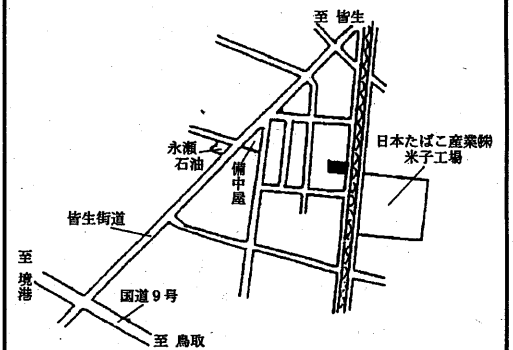 至 皆生
日本たばこ産業㈱
米子工場
永瀬
石油
備中屋
皆生街道
至 境港
国道9号
至 鳥取